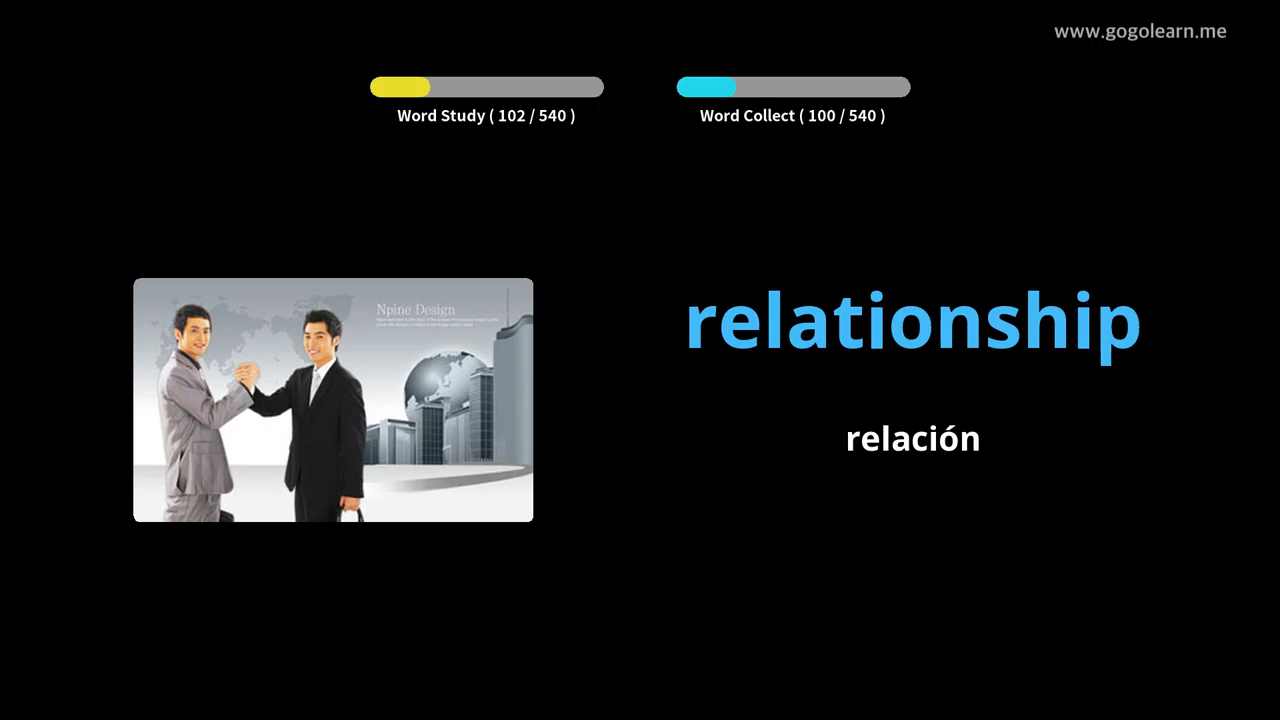 www.gogolearn.me
Word Study ( 102 / 540 )
Word Collect ( 100 / 540 )
Npine Design
relationship
relación